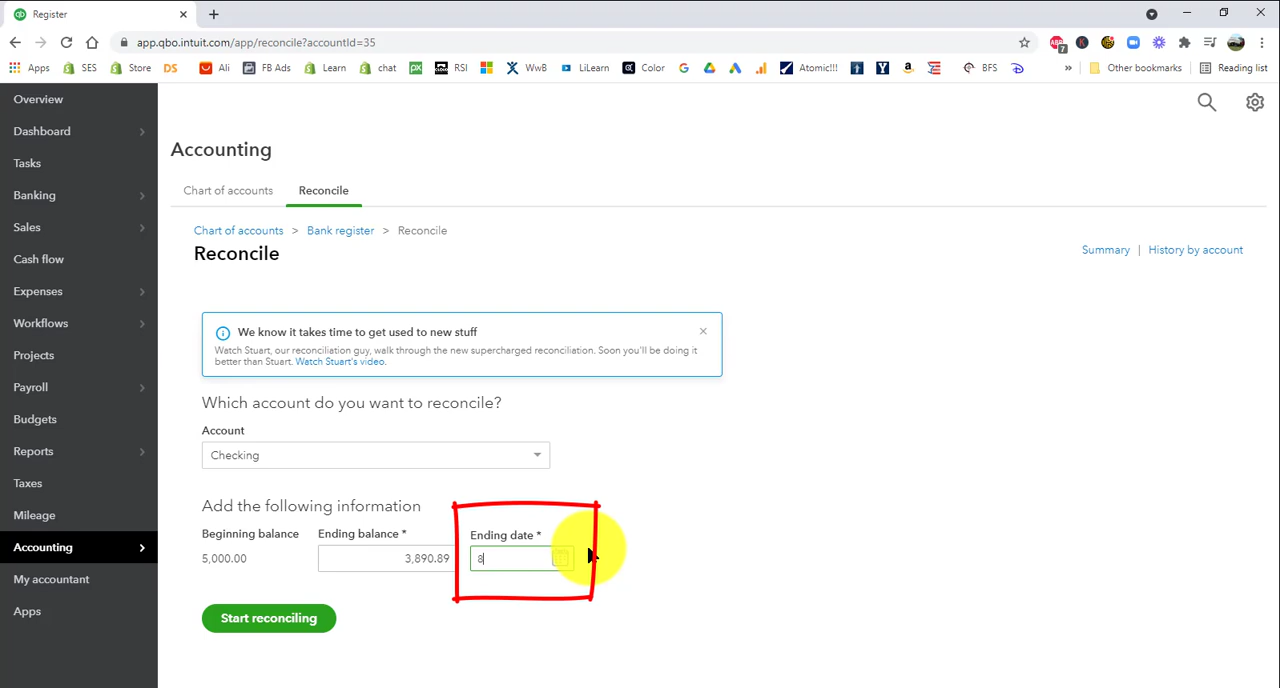 Register
app.qbo.intuit.com/app/reconcile?accountId=35
Apps SES Store DS Ali FB Ads Learn chat RSI WwB LiLearn Color Atomic!!! BFS » Other bookmarks Reading list
Overview
Dashboard
Tasks
Banking
Sales
Cash flow
Expenses
Workflows
Projects
Payroll
Budgets
Reports
Taxes
Mileage
Accounting
My accountant
Apps
Accounting
Chart of accounts Reconcile
Chart of accounts > Bank register > Reconcile
Reconcile
Summary | History by account
We know it takes time to get used to new stuff
Watch Stuart, our reconciliation guy, walk through the new supercharged reconciliation. Soon you'll be doing it
better than Stuart. Watch Stuart's video.
Which account do you want to reconcile?
Account
Checking
Add the following information
Beginning balance Ending balance * Ending date *
5,000.00 3,890.89 8
Start reconciling